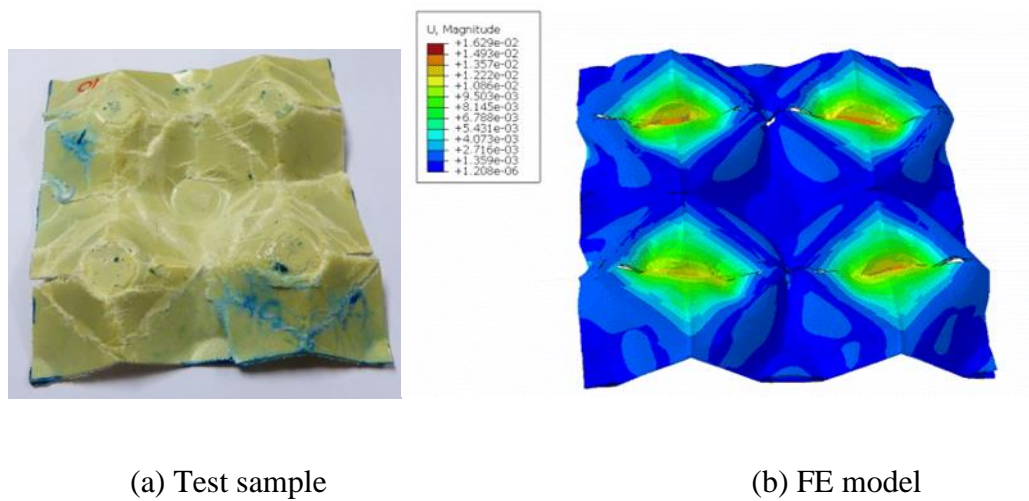 U, Magnitude
+1.629e-02
+1.493e-02
+1.357e-02
+1.222e-02
+1.086e-02
+9.503e-03
+8.145e-03
+6.788e-03
+5.431e-03
+4.073e-03
+2.716e-03
+1.359e-03
+1.208e-06
(a) Test sample
(b) FE model